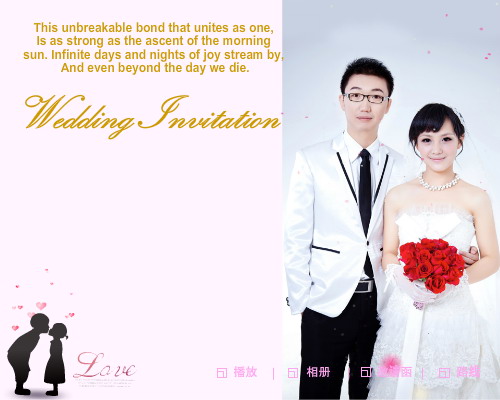 This unbreakable bond that unites as one,
Is as strong as the ascent of the morning
sun. Infinite days and nights of joy stream by,
And even beyond the day we die.
Wedding Invitation
Love
播放 | 相册 | |